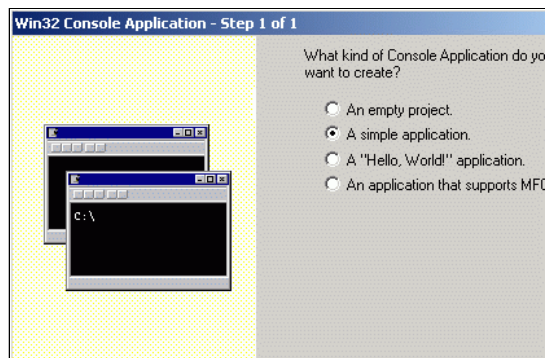 Win32 Console Application - Step 1 of 1
What kind of Console Application do yo
want to create?
An empty project.
A simple application.
A "Hello, World!" application.
An application that supports MFC
C:\